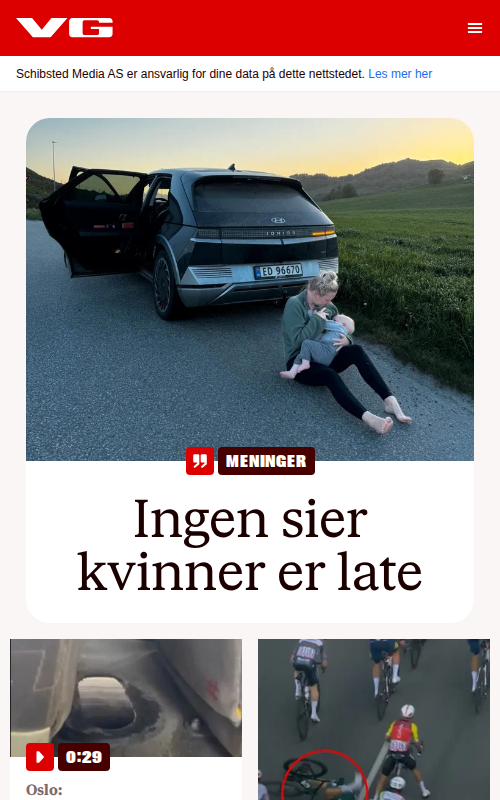 VG
Schibsted Media AS er ansvarlig for dine data på dette nettstedet. Les mer her
IONIQ 5
ED 96670
MENINGER
Ingen sier
kvinner er late
0:29
Oslo: